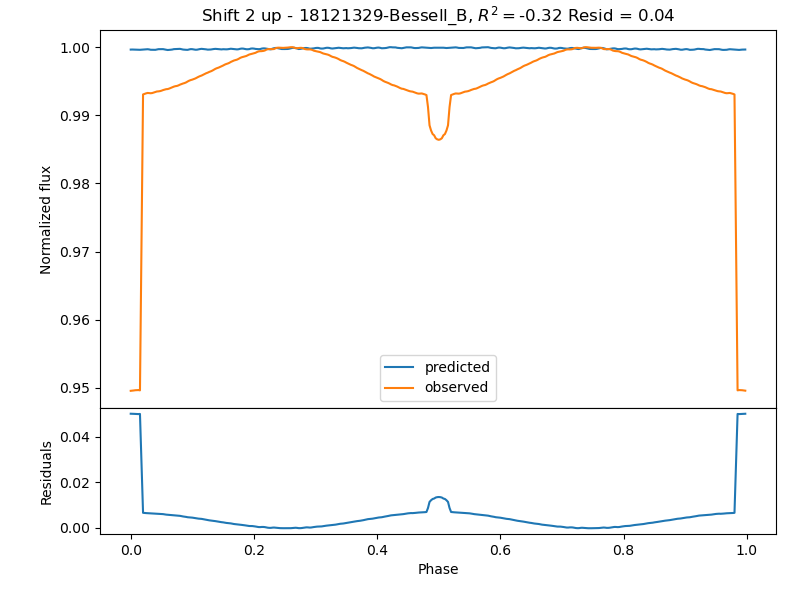 Shift 2 up - 18121329-Bessell_B, R² = -0.32 Resid = 0.04
1.00
0.99
0.98
0.97
0.96
0.95
Normalized flux
predicted
observed
0.04
0.02
0.00
Residuals
0.0 0.2 0.4 0.6 0.8 1.0
Phase